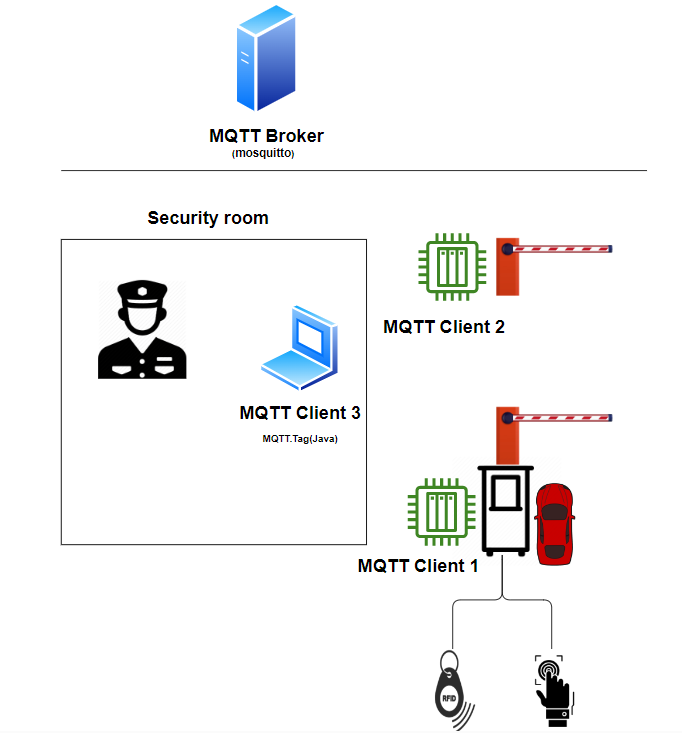 MQTT Broker
(mosquitto)
Security room
MQTT Client 2
MQTT Client 3
MQTT.Tag(Java)
MQTT Client 1
RFID